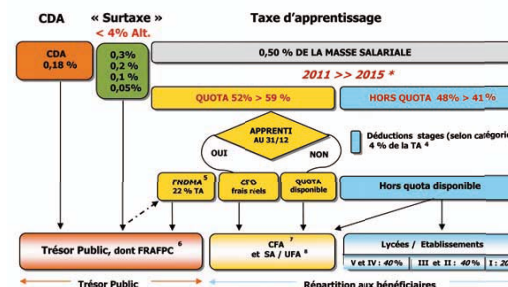 CDA
« Surtaxe »
< 4% Alt.
Taxe d'apprentissage
CDA
0,18 %
0,3%
0,2 %
0,1 %
0,05%
0,50 % DE LA MASSE SALARIALE
2011 >> 2015 *
QUOTA 52% > 59 %
HORS QUOTA 48% > 41%
APPRENTI
AU 31/12
OUI
NON
Déductions stages (selon catégorie
4 % de la TA 4
FNDMA 5
22 % TA
CFO
frais réels
QUOTA
disponible
Hors quota disponible
Trésor Public, dont FRAFPC 6
CFA 7
et SA / UFA 8
Lycées / Etablissements
V et IV : 40%
III et II : 40%
I: 20
Trésor Public
Répartition aux bénéficiaires